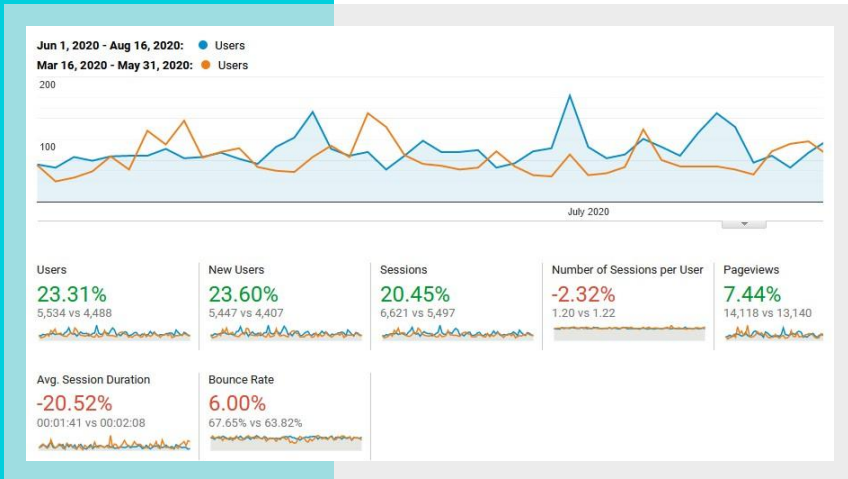 Jun 1, 2020 - Aug 16, 2020: Users
Mar 16, 2020 - May 31, 2020: Users
200
100
July 2020
Users
23.31%
5,534 vs 4,488
New Users
23.60%
5,447 vs 4,407
Sessions
20.45%
6,621 vs 5,497
Number of Sessions per User
-2.32%
1.20 vs 1.22
Pageviews
7.44%
14,118 vs 13,140
Avg. Session Duration
-20.52%
00:01:41 vs 00:02:08
Bounce Rate
6.00%
67.65% vs 63.82%